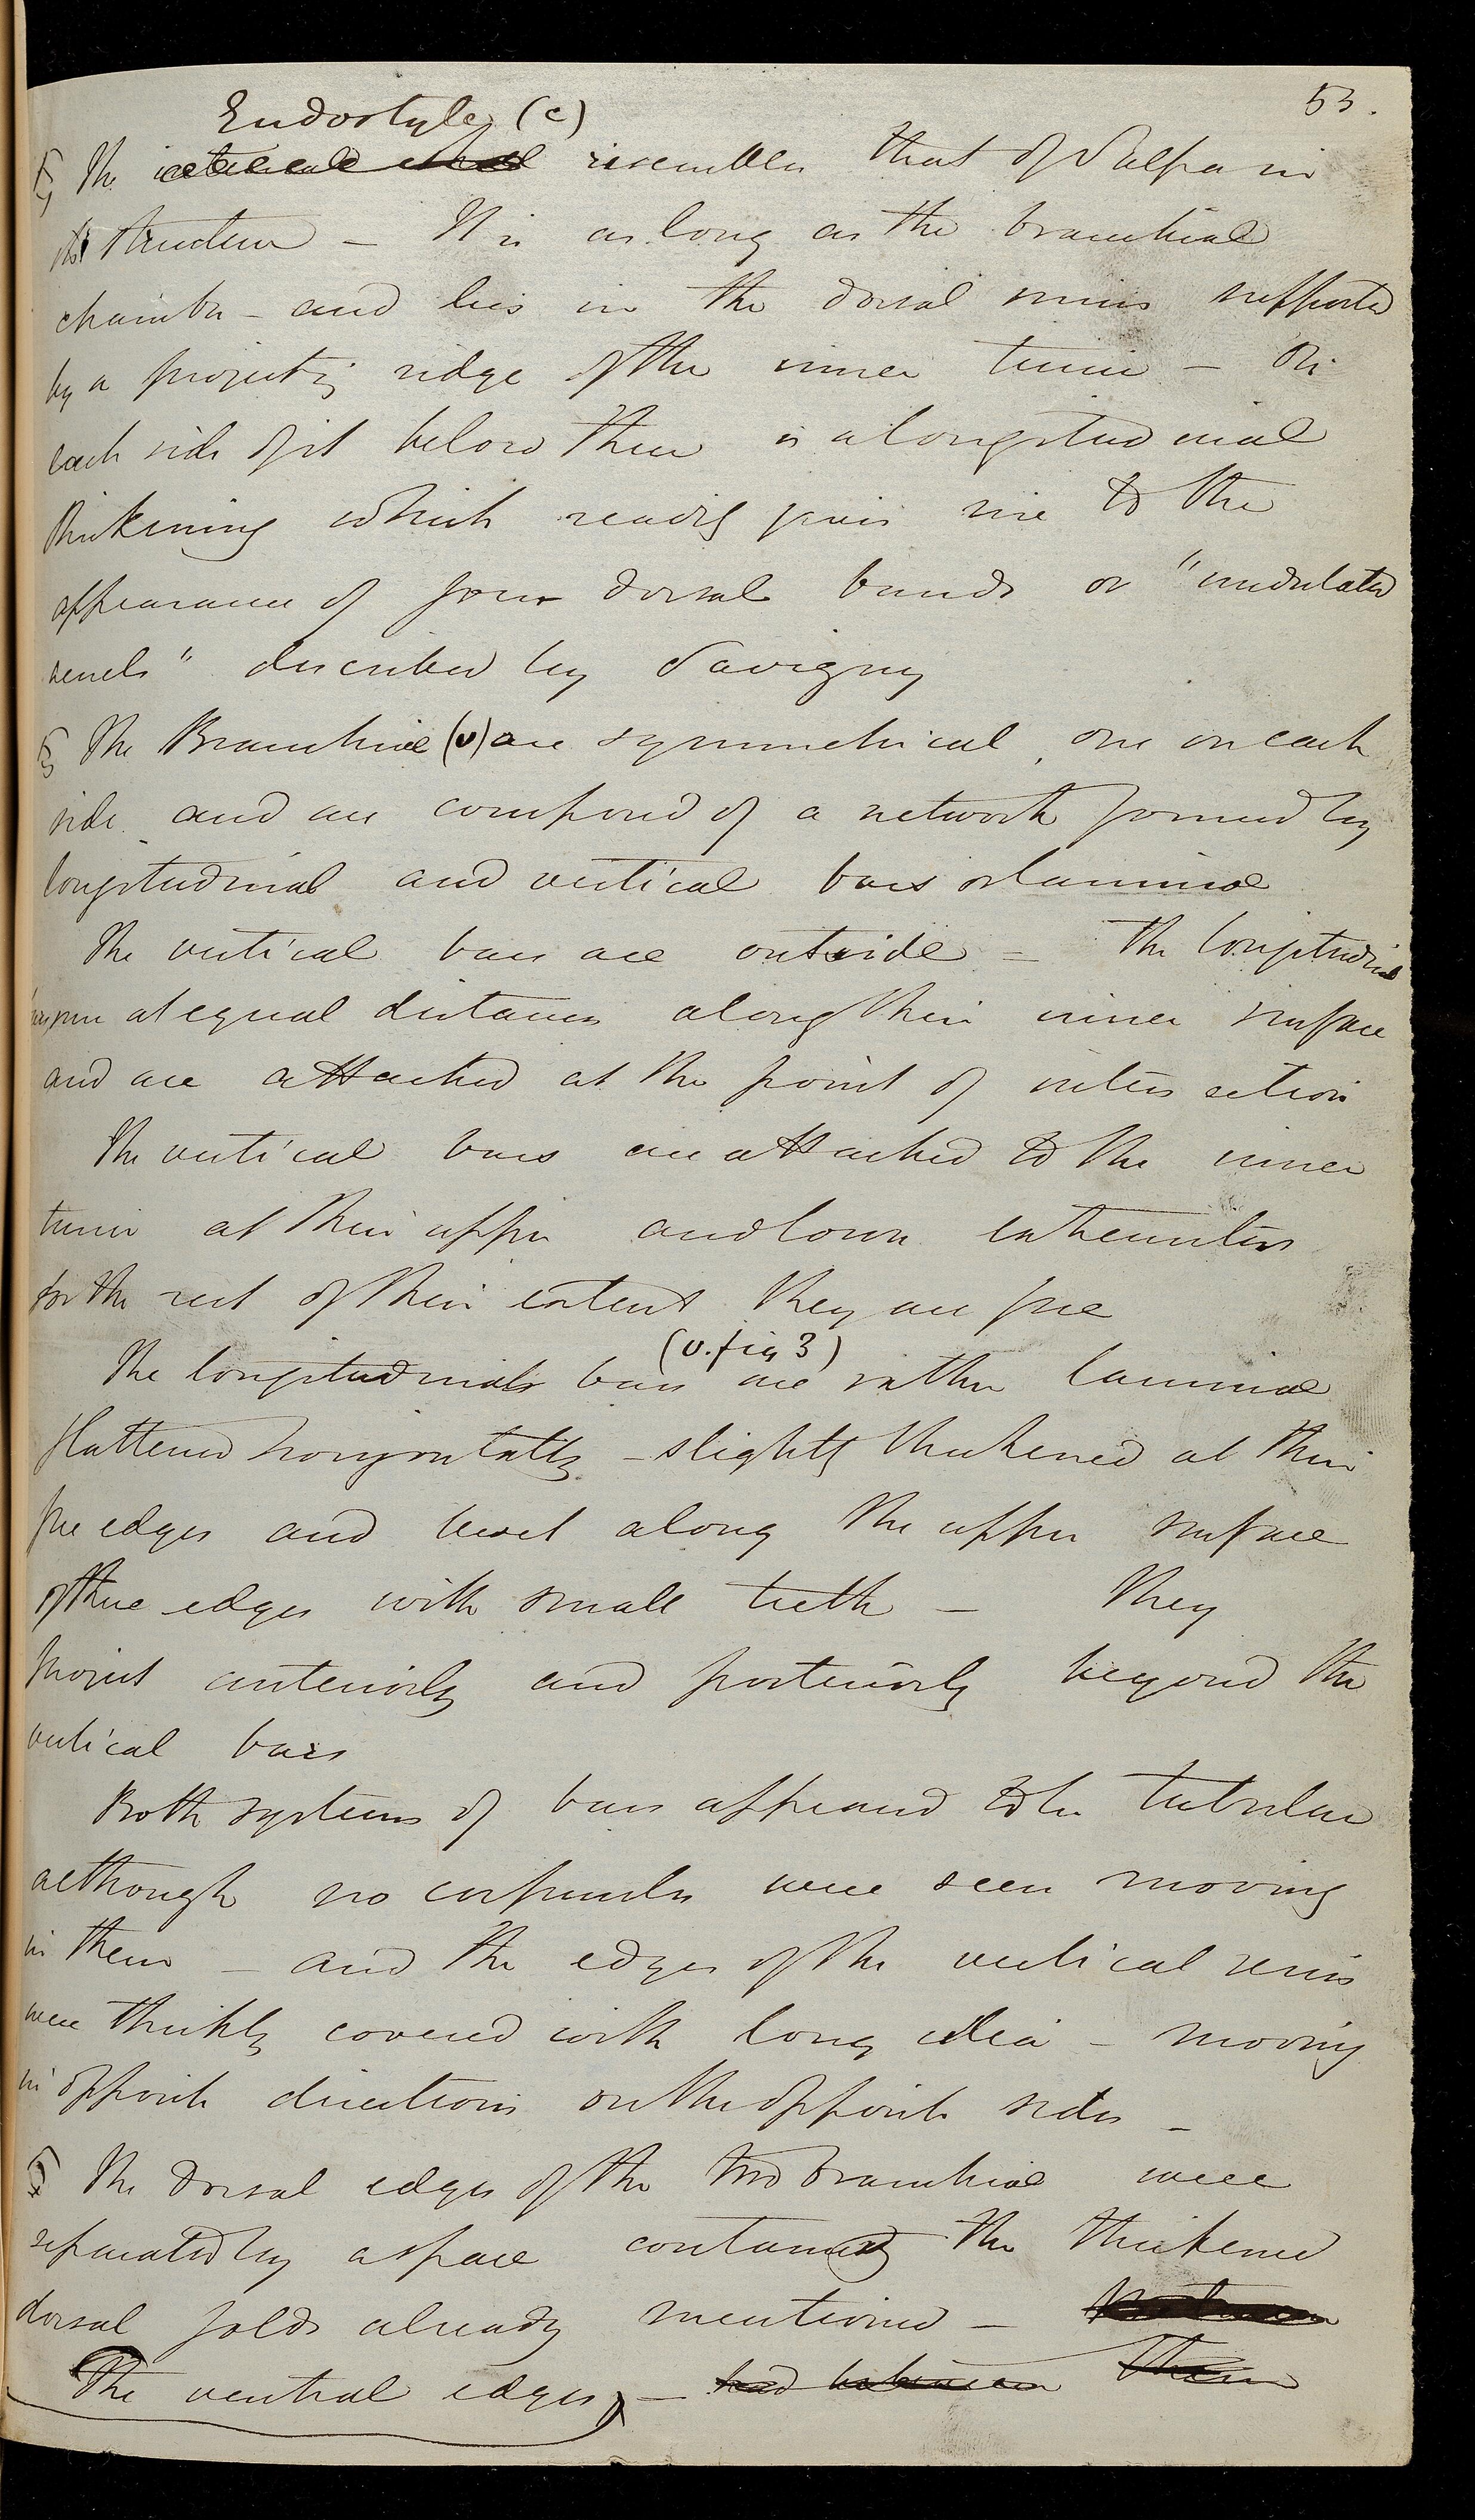 53.
Endostyle (c)
§ The resembles that of Salpa in
its structure - It is as long as the branchial
chamber - and lies in the dorsal sinus supported
by a projecting ridge of the inner tunic - On
each side of it below there is a longitudinal
thickening which readily gives rise to the
appearance of four dorsal bands or "undulated
vessels" described by Savigny
§ The Branchiae (v) are symmetrical, one on each
side and are composed of a network formed by
longitudinal and vertical bars or laminae
The vertical bars are outside - The longitudinal
bars run at equal distances along their inner surface
and are attached at the point of intersection
The vertical bars are attached to the inner
tunic at their upper and lower extremities
for the rest of their extent they are free
(v. fig 3)
The longitudinal bars are rather laminae
flattened horizontally - slightly thickened at their
free edges and beset along the upper surface
of these edges with small teeth - They
project anteriorly and posteriorly beyond the
vertical bars
Both systems of bars appeared to be tubular
although no corpuscles were seen moving
in them - and the edges of the vertical
were thickly covered with long cilia - moving
in opposite directions on the opposite sides -
§ The dorsal edges of the two branchiae were
separated by a space containing the thickened
dorsal folds already mentioned - Between
The ventral edges - had between them